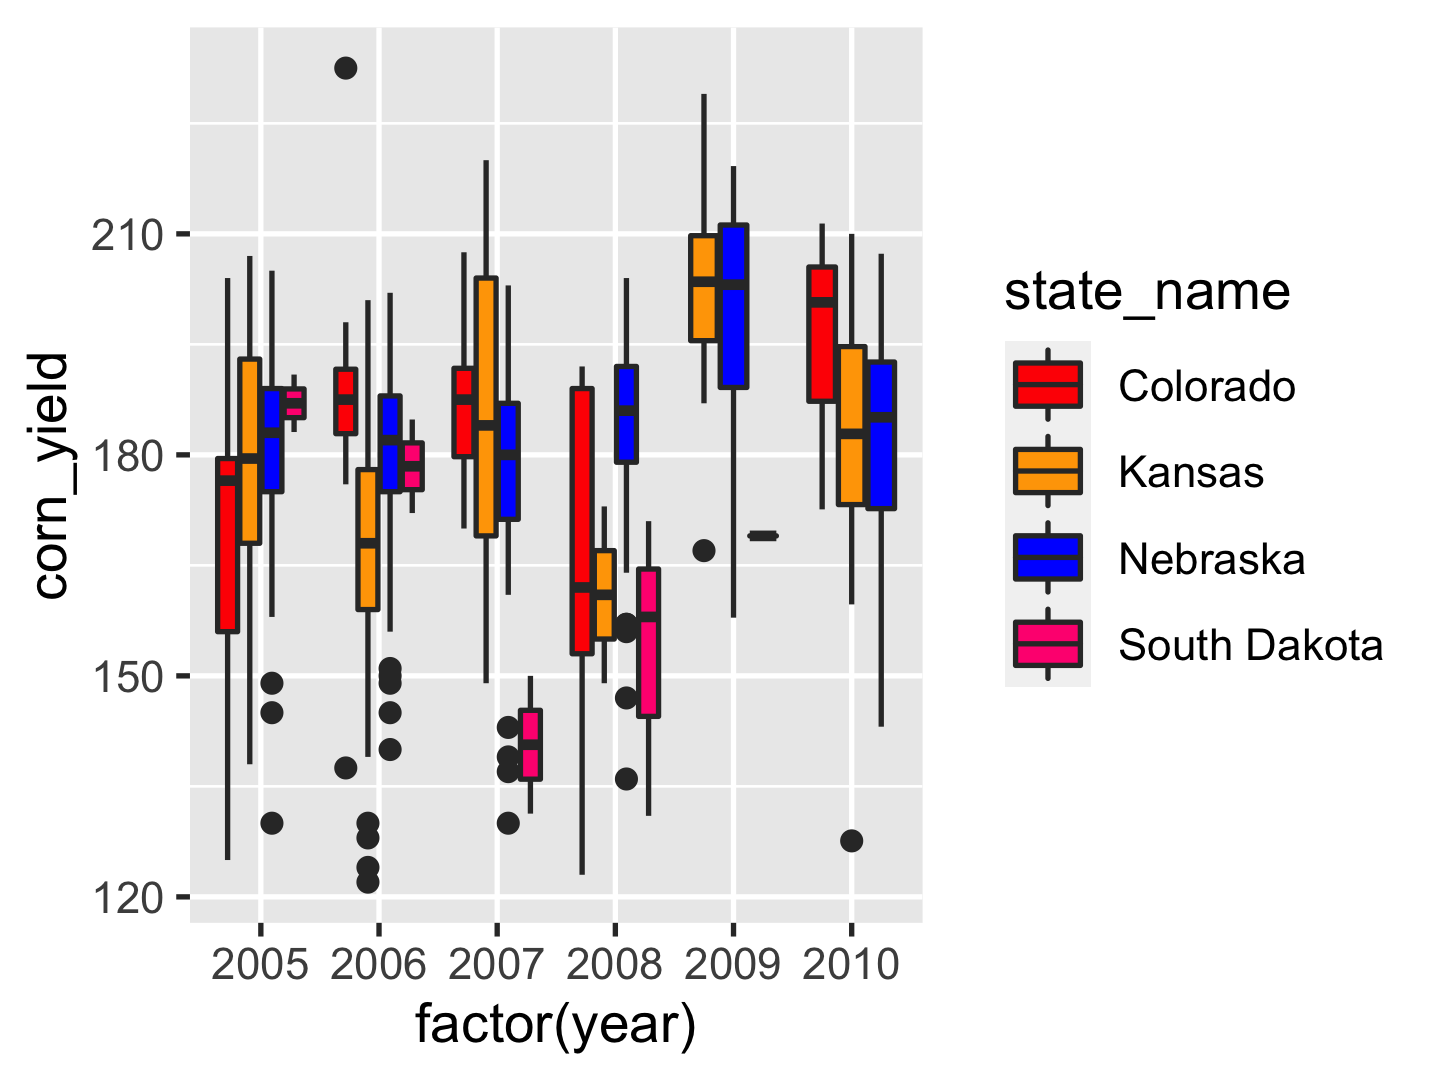 corn_yield
210
180
150
120
2005 2006 2007 2008 2009 2010
factor(year)
state_name
Colorado
Kansas
Nebraska
South Dakota